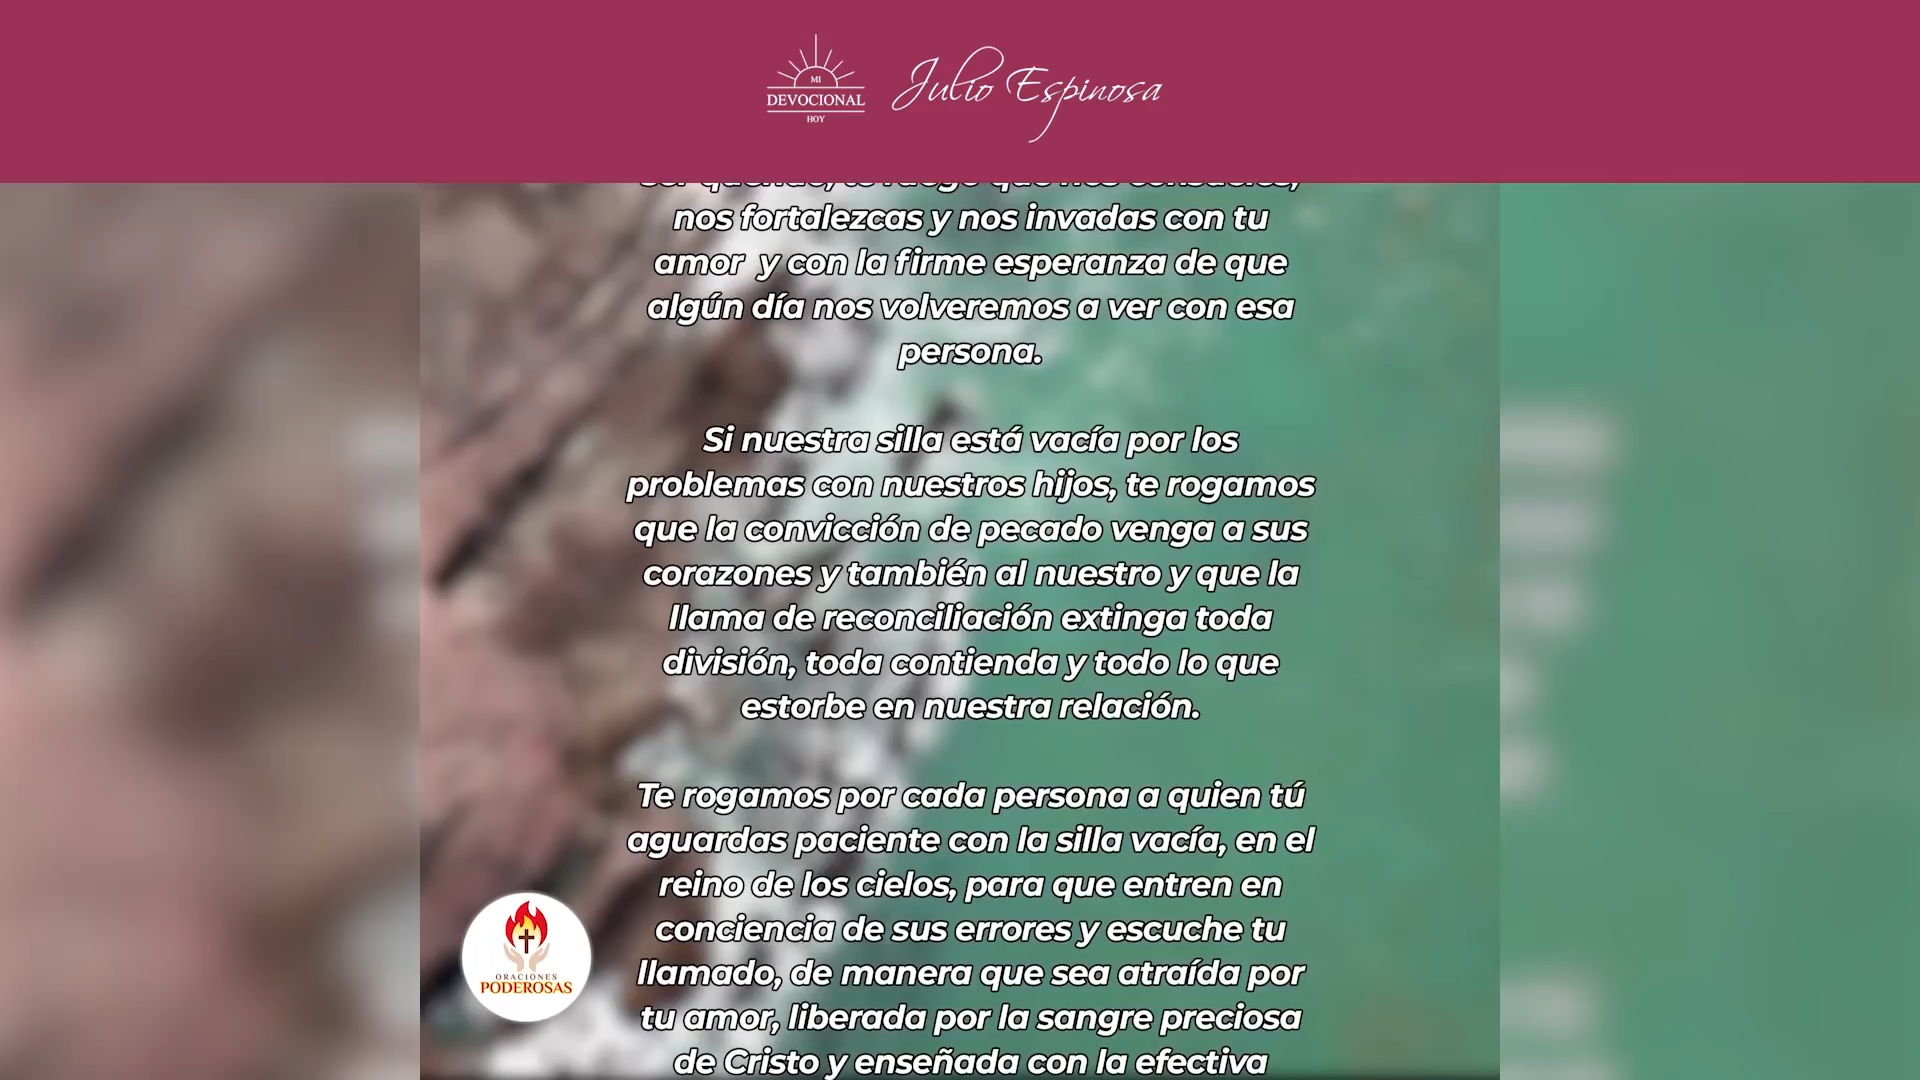 MI
DEVOCIONAL
HOY
Julio Espinosa
nos fortalezcas y nos invadas con tu
amor y con la firme esperanza de que
algún día nos volveremos a ver con esa
persona.
Si nuestra silla está vacía por los
problemas con nuestros hijos, te rogamos
que la convicción de pecado venga a sus
corazones y también al nuestro y que la
llama de reconciliación extinga toda
división, toda contienda y todo lo que
estorbe en nuestra relación.
Te rogamos por cada persona a quien tú
aguardas paciente con la silla vacía, en el
reino de los cielos, para que entren en
conciencia de sus errores y escuche tu
llamado, de manera que sea atraída por
tu amor, liberada por la sangre preciosa
de Cristo y enseñada con la efectiva
ORACIONES
PODEROSAS